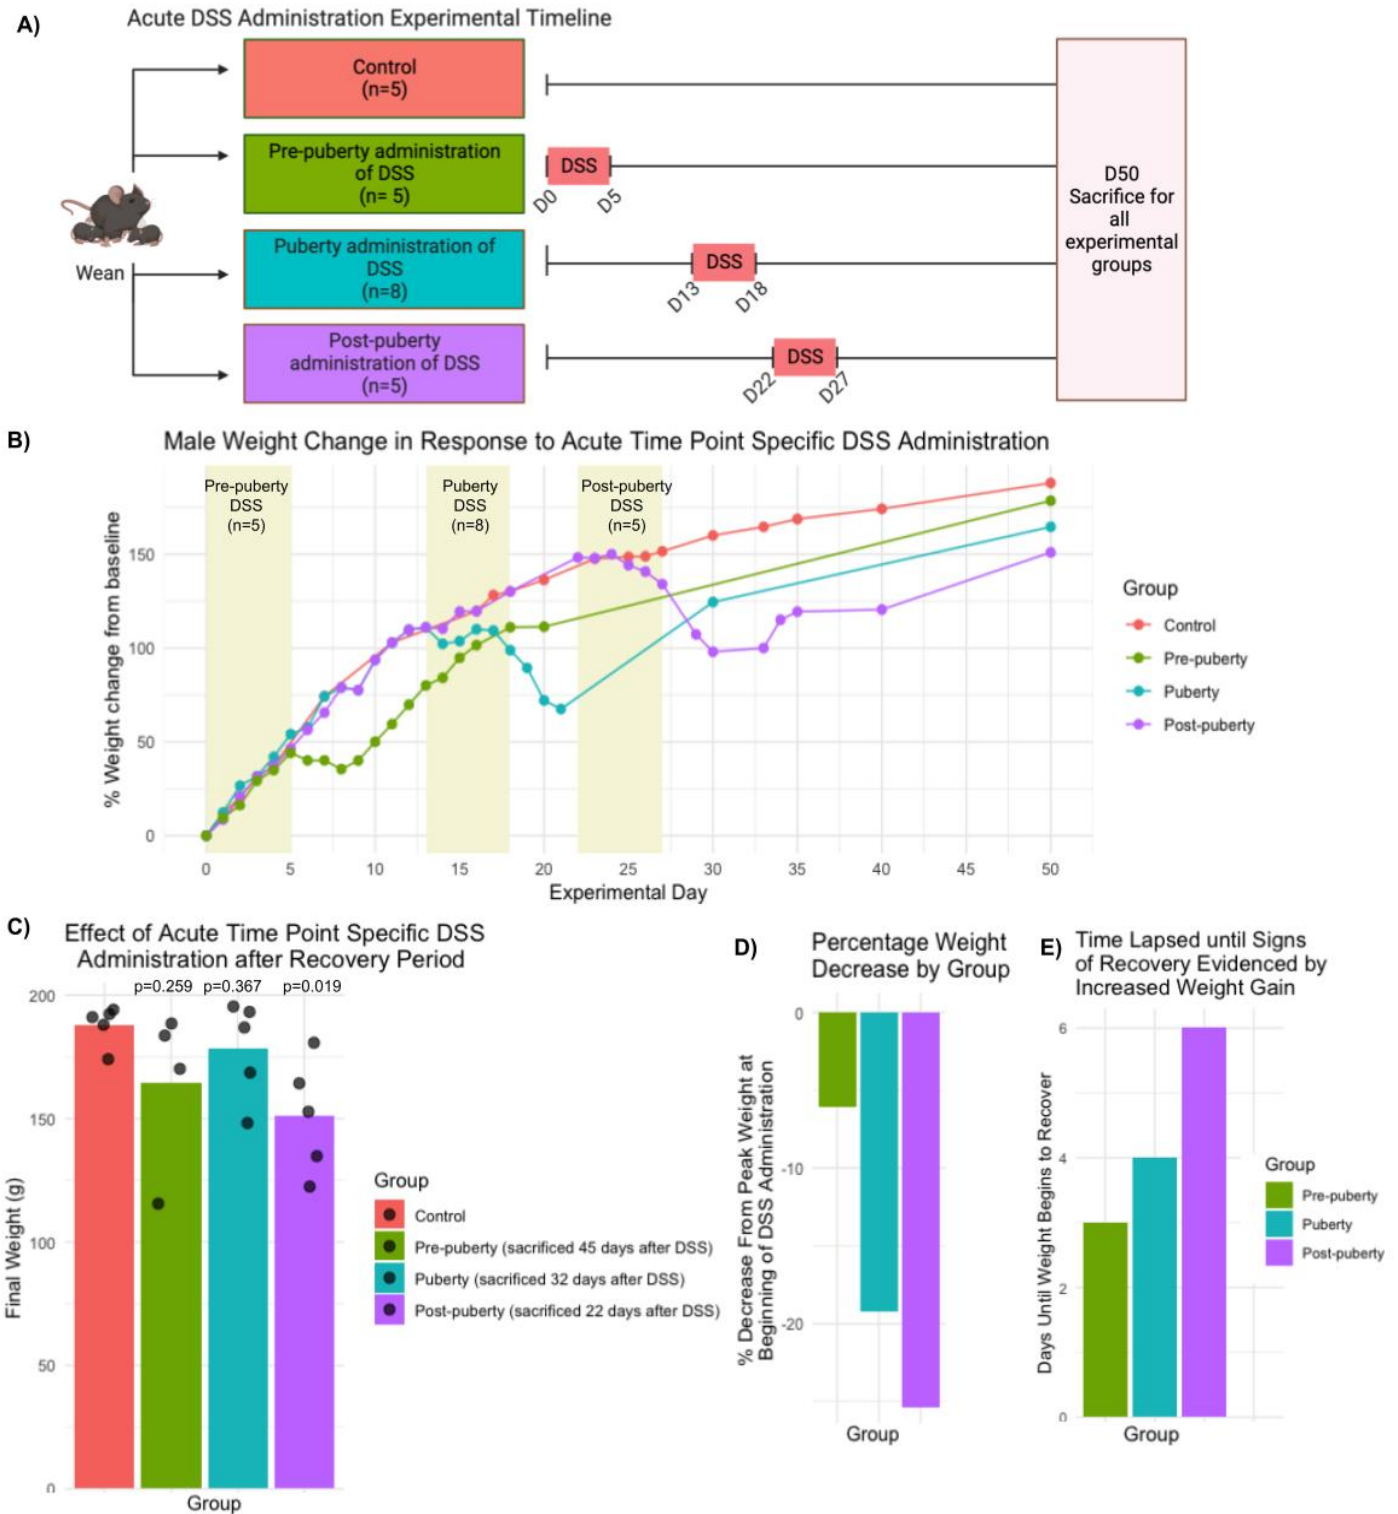 A)
Acute DSS Administration Experimental Timeline
Control
(n=5)
Pre-puberty administration
of DSS
(n= 5)
DSS
D0
D5
Wean
Puberty administration of
DSS
(n=8)
DSS
D13
D18
Post-puberty
administration of DSS
(n=5)
DSS
D22
D27
D50
Sacrifice for
all
experimental
groups
B)
Male Weight Change in Response to Acute Time Point Specific DSS Administration
Pre-puberty
DSS
(n=5)
Puberty
DSS
(n=8)
Post-puberty
DSS
(n=5)
% Weight change from baseline
150
100
50
0
0 5 10 15 20 25 30 35 40 45 50
Experimental Day
Group
Control
Pre-puberty
Puberty
Post-puberty
C)
Effect of Acute Time Point Specific DSS
Administration after Recovery Period
p=0.259 p=0.367 p=0.019
Final Weight (g)
200
150
100
50
0
Group
Group
Control
Pre-puberty (sacrificed 45 days after DSS)
Puberty (sacrificed 32 days after DSS)
Post-puberty (sacrificed 22 days after DSS)
D)
Percentage Weight
Decrease by Group
% Decrease From Peak Weight at
Beginning of DSS Administration
0
-10
-20
Group
E)
Time Lapsed until Signs
of Recovery Evidenced by
Increased Weight Gain
Days Until Weight Begins to Recover
6
4
2
0
Group
Group
Pre-puberty
Puberty
Post-puberty